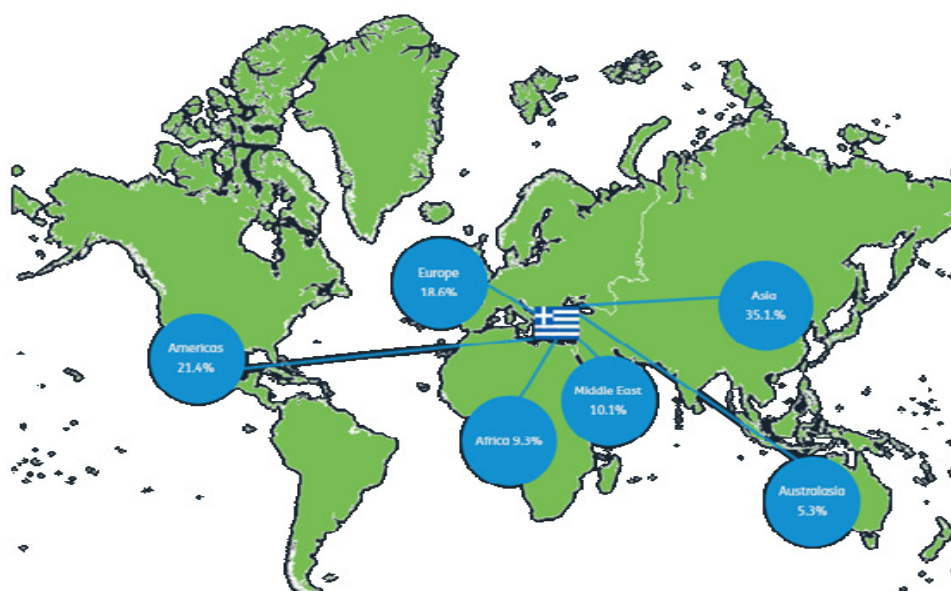 Europe
18.6%
Asia
35.1.%
Americas
21.4%
Middle East
10.1%
Africa 9.3%
Australasia
5.3%